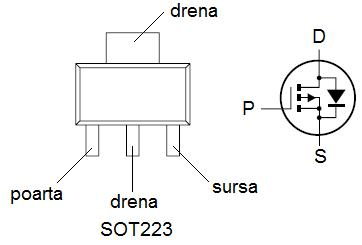 drena
D
P
S
poarta
drena
sursa
SOT223